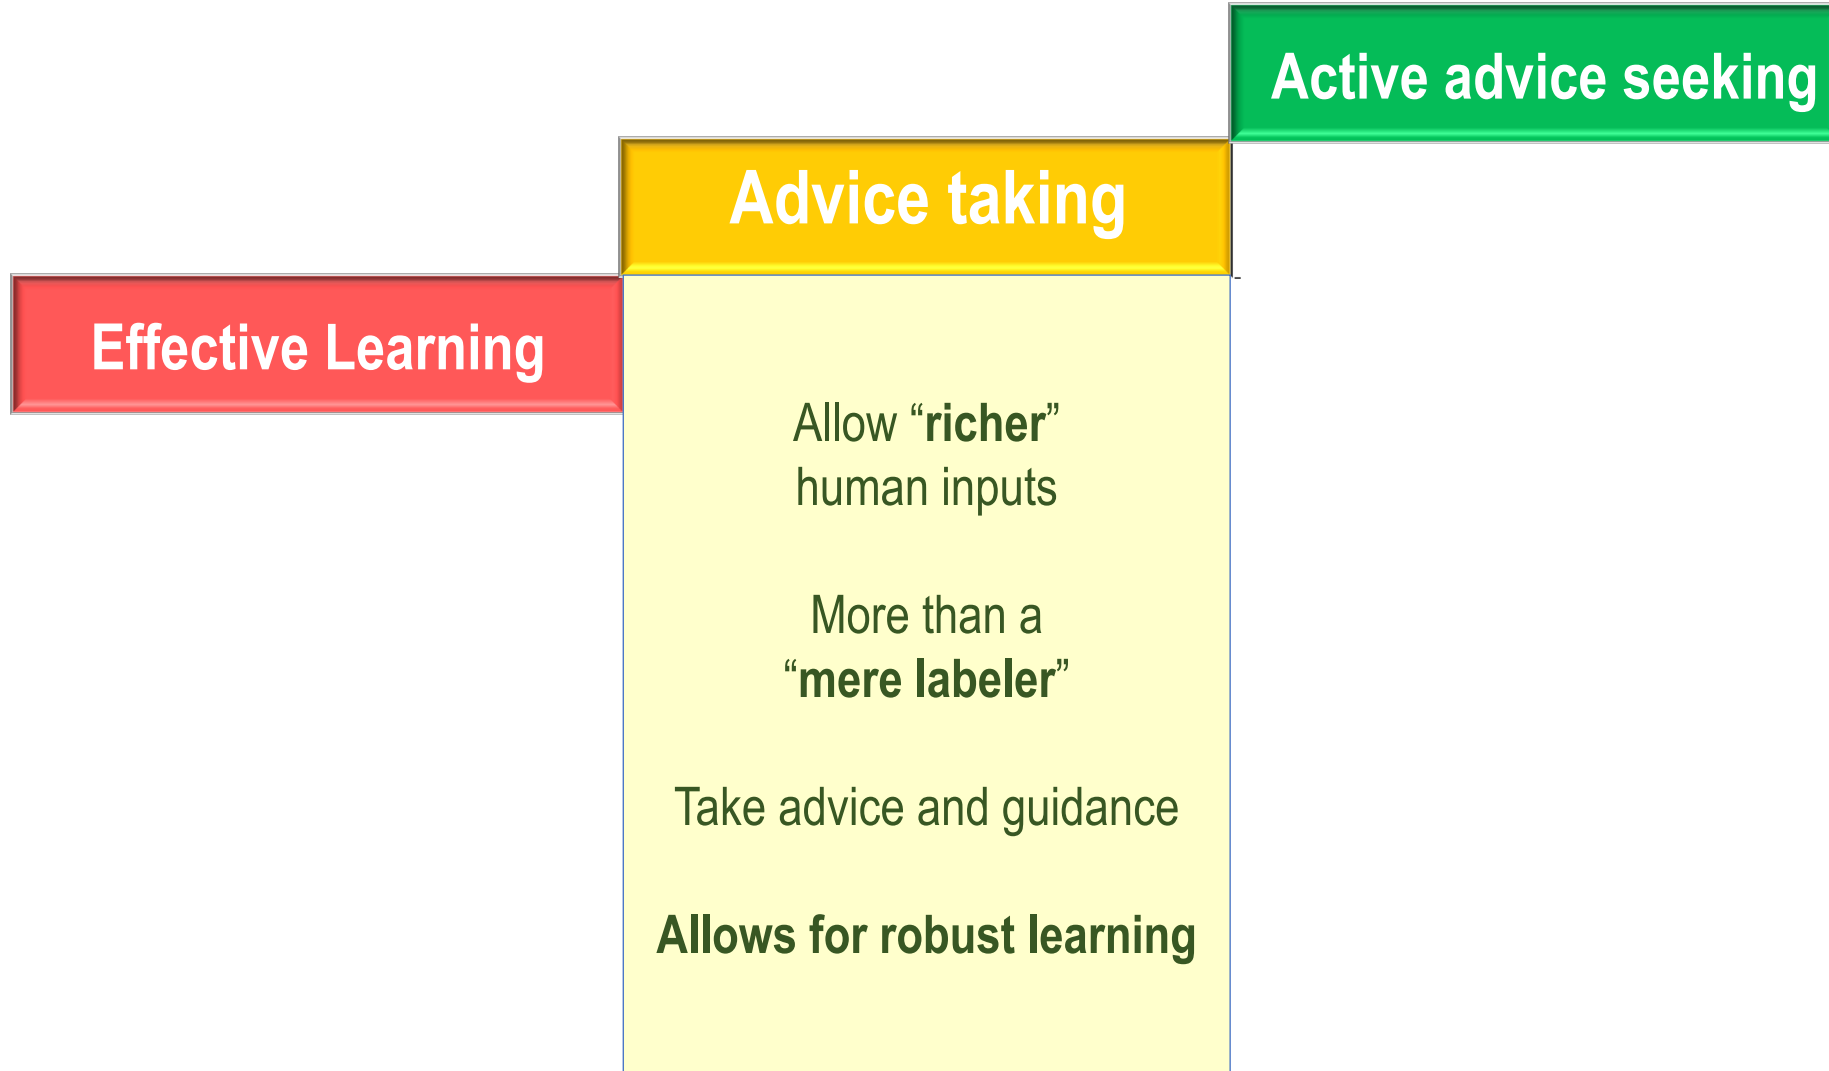 Active advice seeking
Advice taking
Effective Learning
Allow “richer”
human inputs
More than a
“mere labeler”
Take advice and guidance
Allows for robust learning